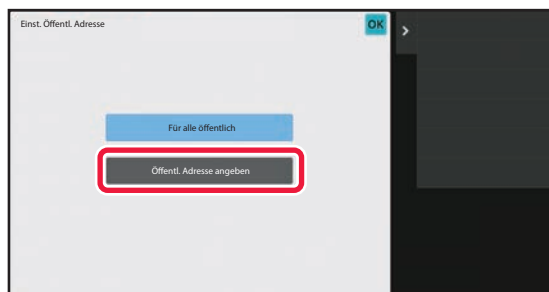 Einst. Öffentl. Adresse
OK
>
Für alle öffentlich
Öffentl. Adresse angeben